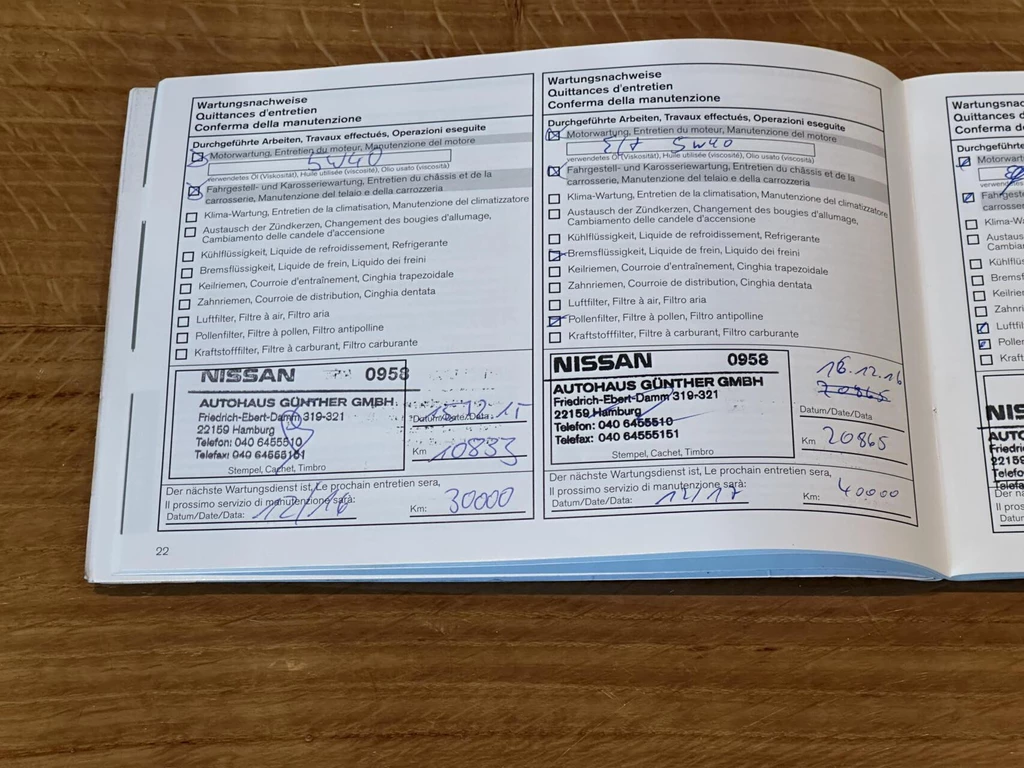 Wartungsnachweise
Quittances d'entretien
Conferma della manutenzione
Durchgeführte Arbeiten, Travaux effectués, Operazioni eseguite
Motorwartung, Entretien du moteur, Manutenzione del motore
5W40
verwendetes Öl (Viskosität), Huile utilisée (viscosité), Olio usato (viscosità)
Fahrgestell- und Karosseriewartung, Entretien du châssis et de la
carrosserie, Manutenzione del telaio e della carrozzeria
Klima-Wartung, Entretien de la climatisation, Manutenzione del climatizzatore
Austausch der Zündkerzen, Changement des bougies d'allumage,
Cambiamento delle candele d'accensione
Kühlflüssigkeit, Liquide de refroidissement, Refrigerante
Bremsflüssigkeit, Liquide de frein, Liquido dei freini
Keilriemen, Courroie d'entraînement, Cinghia trapezoidale
Zahnriemen, Courroie de distribution, Cinghia dentata
Luftfilter, Filtre à air, Filtro aria
Pollenfilter, Filtre à pollen, Filtro antipolline
Kraftstofffilter, Filtre à carburant, Filtro carburante
NISSAN 0958
AUTOHAUS GÜNTHER GMBH
Friedrich-Ebert-Damm 319-321
22159 Hamburg
Telefon: 040 6455510
Telefax: 040 64555151
Stempel, Cachet, Timbro
Datum/Date/Data:
Km 10833
Der nächste Wartungsdienst ist, Le prochain entretien sera,
Il prossimo servizio di manutenzione sarà:
Datum/Date/Data: 12/16 Km: 30000
22
Wartungsnachweise
Quittances d'entretien
Conferma della manutenzione
Durchgeführte Arbeiten, Travaux effectués, Operazioni eseguite
Motorwartung, Entretien du moteur, Manutenzione del motore
5W40
verwendetes Öl (Viskosität), Huile utilisée (viscosité), Olio usato (viscosità)
Fahrgestell- und Karosseriewartung, Entretien du châssis et de la
carrosserie, Manutenzione del telaio e della carrozzeria
Klima-Wartung, Entretien de la climatisation, Manutenzione del climatizzatore
Austausch der Zündkerzen, Changement des bougies d'allumage,
Cambiamento delle candele d'accensione
Kühlflüssigkeit, Liquide de refroidissement, Refrigerante
Bremsflüssigkeit, Liquide de frein, Liquido dei freini
Keilriemen, Courroie d'entraînement, Cinghia trapezoidale
Zahnriemen, Courroie de distribution, Cinghia dentata
Luftfilter, Filtre à air, Filtro aria
Pollenfilter, Filtre à pollen, Filtro antipolline
Kraftstofffilter, Filtre à carburant, Filtro carburante
NISSAN 0958
AUTOHAUS GÜNTHER GMBH
Friedrich-Ebert-Damm 319-321
22159 Hamburg
Telefon: 040 6455510
Telefax: 040 64555151
Stempel, Cachet, Timbro
16.12.16
Datum/Date/Data
Km 20865
Der nächste Wartungsdienst ist, Le prochain entretien sera,
Il prossimo servizio di manutenzione sarà:
Datum/Date/Data: 12/17 Km: 40000